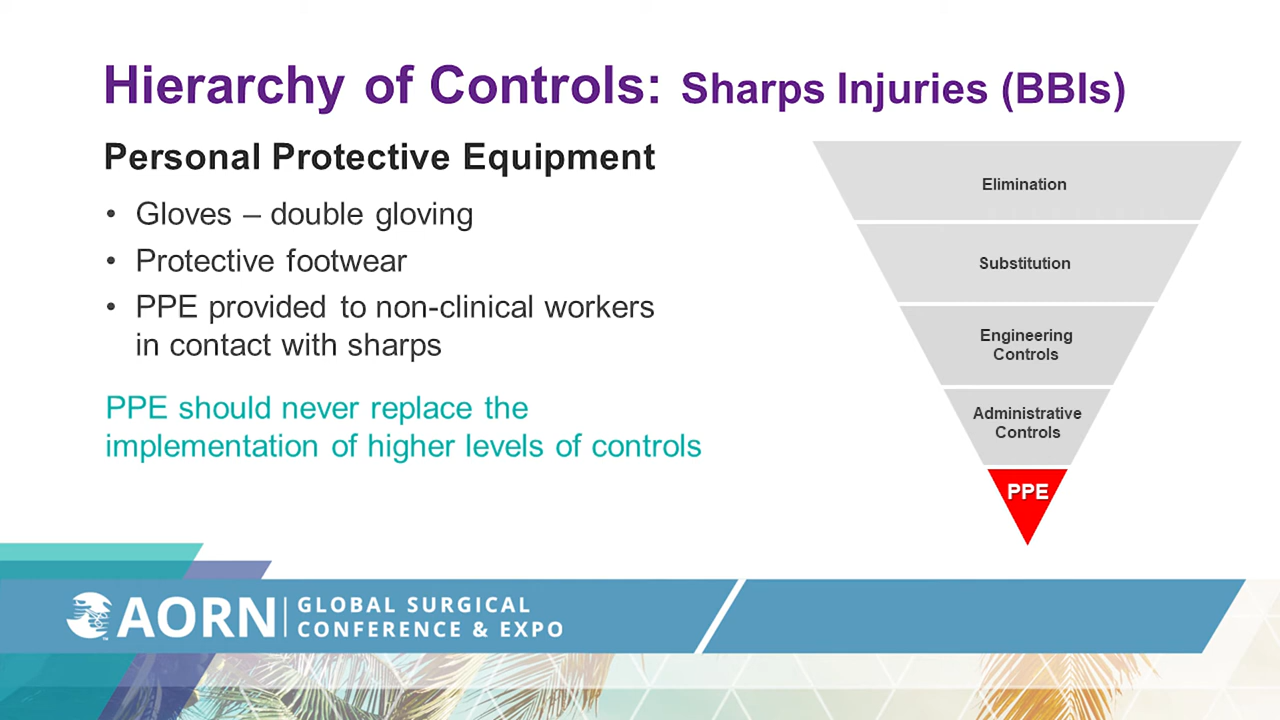 Hierarchy of Controls: Sharps Injuries (BBIs)
Personal Protective Equipment
• Gloves – double gloving
• Protective footwear
• PPE provided to non-clinical workers
in contact with sharps
PPE should never replace the
implementation of higher levels of controls
Elimination
Substitution
Engineering
Controls
Administrative
Controls
PPE
AORN
GLOBAL SURGICAL
CONFERENCE & EXPO